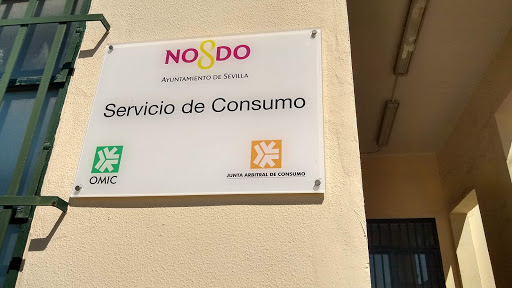 NO8DO
AYUNTAMIENTO DE SEVILLA
Servicio de Consumo
OMIC
JUNTA ARBITRAL DE CONSUMO